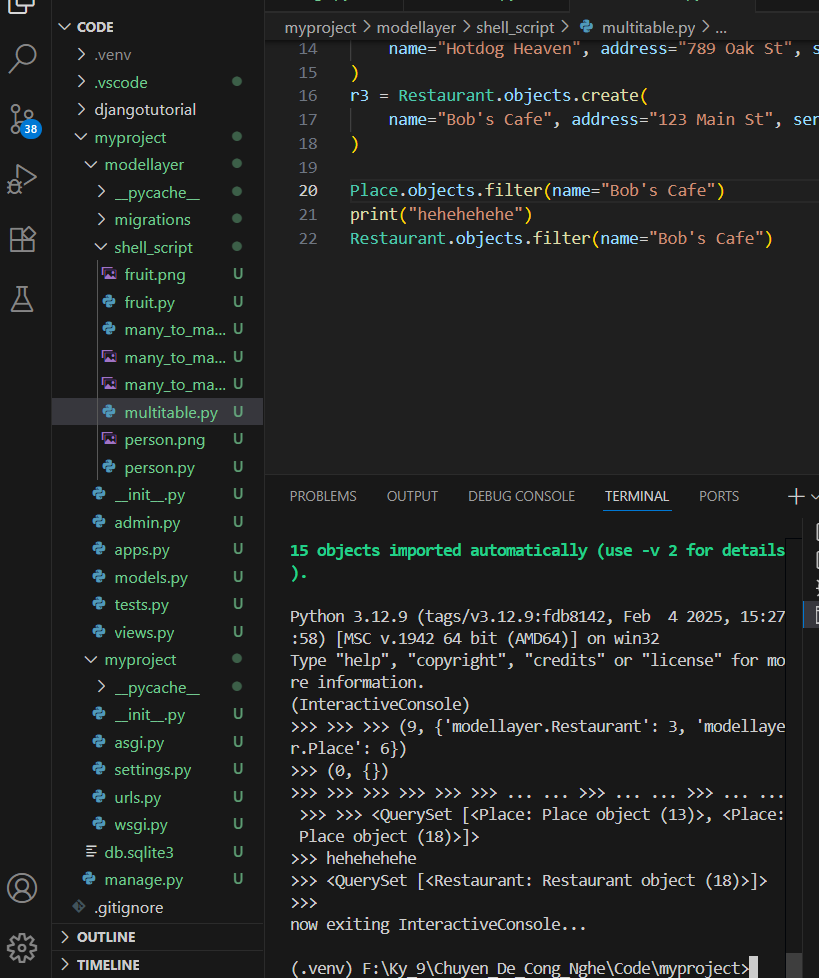 CODE
.venv
.vscode
djangotutorial
myproject
modellayer
__pycache__
migrations
shell_script
fruit.png U
fruit.py U
many_to_ma... U
many_to_ma... U
many_to_ma... U
multitable.py U
person.png U
person.py U
__init__.py U
admin.py U
apps.py U
models.py U
tests.py U
views.py U
myproject
__pycache__
__init__.py U
asgi.py U
settings.py U
urls.py U
wsgi.py U
db.sqlite3 U
manage.py U
.gitignore
OUTLINE
TIMELINE
38
myproject > modellayer > shell_script > multitable.py > ...
14 name="Hotdog Heaven", address="789 Oak St", s
15 )
16 r3 = Restaurant.objects.create(
17 name="Bob's Cafe", address="123 Main St", ser
18 )
19
20 Place.objects.filter(name="Bob's Cafe")
21 print("hehehehehe")
22 Restaurant.objects.filter(name="Bob's Cafe")
PROBLEMS OUTPUT DEBUG CONSOLE TERMINAL PORTS
15 objects imported automatically (use -v 2 for details
).
Python 3.12.9 (tags/v3.12.9:fdb8142, Feb  4 2025, 15:27
:58) [MSC v.1942 64 bit (AMD64)] on win32
Type "help", "copyright", "credits" or "license" for mo
re information.
(InteractiveConsole)
>>> >>> >>> (9, {'modellayer.Restaurant': 3, 'modellaye
r.Place': 6})
>>> (0, {})
>>> >>> >>> >>> >>> >>> ... ... >>> ... ... >>> ... ...
>>> >>> <QuerySet [<Place: Place object (13)>, <Place:
Place object (18)>]>
>>> hehehehehe
>>> <QuerySet [<Restaurant: Restaurant object (18)>]>
>>>
now exiting InteractiveConsole...
(.venv) F:\Ky_9\Chuyen_De_Cong_Nghe\Code\myproject>